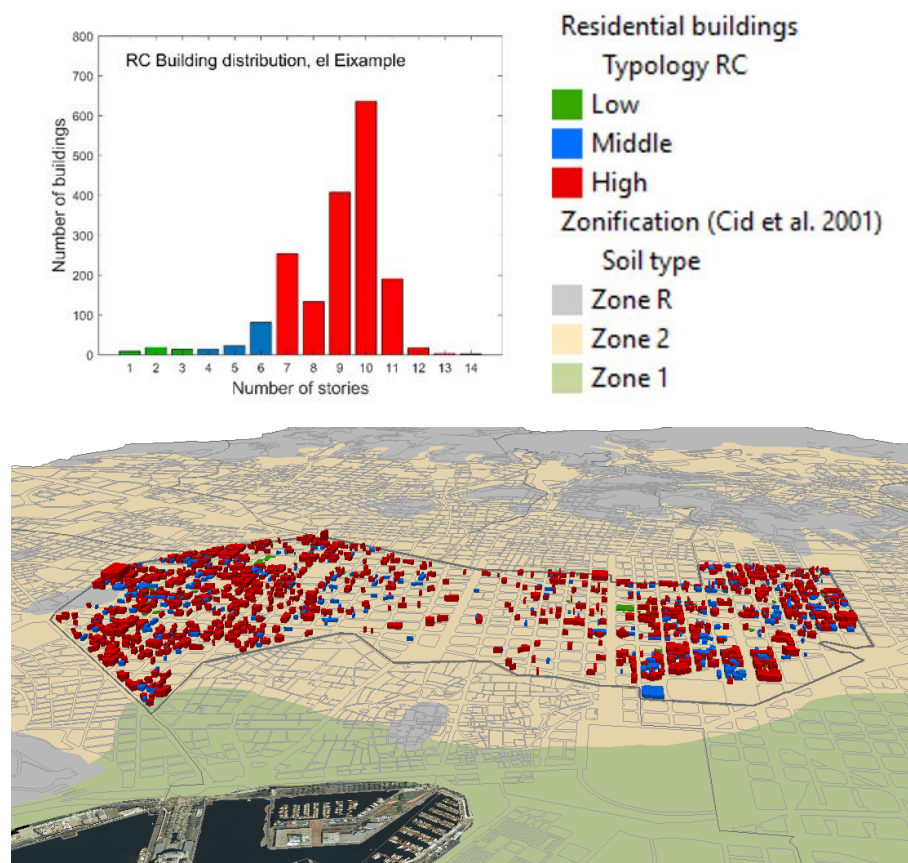 RC Building distribution, el Eixample
800
700
600
500
400
300
200
100
0
Number of buildings
1 2 3 4 5 6 7 8 9 10 11 12 13 14
Number of stories
Residential buildings
Typology RC
Low
Middle
High
Zonification (Cid et al. 2001)
Soil type
Zone R
Zone 2
Zone 1